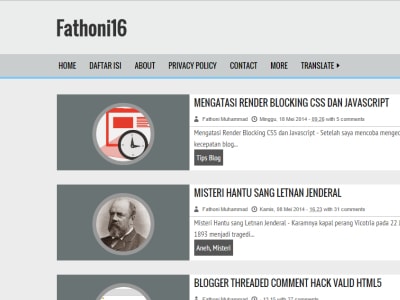 Fathoni16
HOME DAFTAR ISI ABOUT PRIVACY POLICY CONTACT MORE TRANSLATE
MENGATASI RENDER BLOCKING CSS DAN JAVASCRIPT
Fathoni Muhammad Minggu, 18 Mei 2014 - 09.28 with 5 comments
Mengatasi Render Blocking CSS dan Javascript - Setelah saya mencoba
kecepatan blog...
Tips Blog
MISTERI HANTU SANG LETNAN JENDERAL
Fathoni Muhammad Kamis, 08 Mei 2014 - 16.23 with 31 comments
Misteri Hantu sang Letnan Jenderal - Karamnya kapal perang Vicotria pada 22
1893 menjadi tragedi...
Aneh, Misteri
BLOGGER THREADED COMMENT HACK VALID HTML5